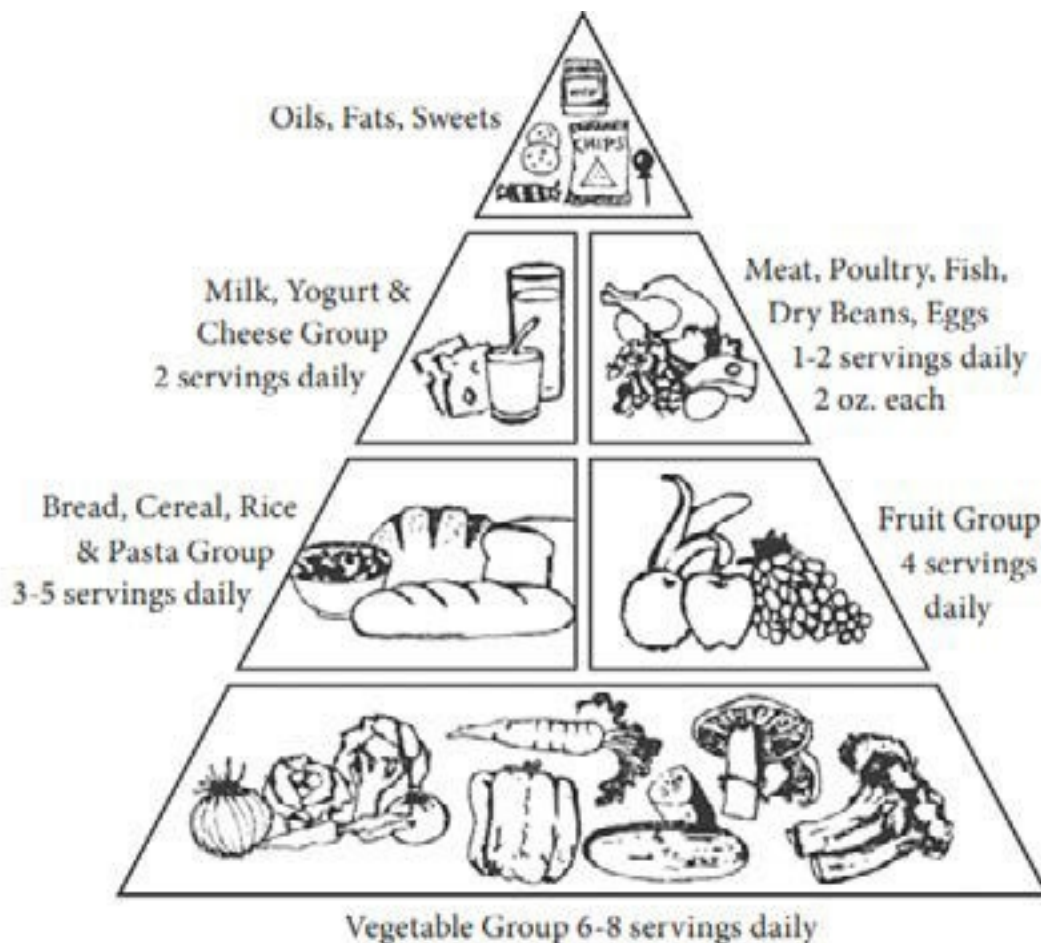 Oils, Fats, Sweets
CHIPS
Milk, Yogurt &
Cheese Group
2 servings daily
Meat, Poultry, Fish,
Dry Beans, Eggs
1-2 servings daily
2 oz. each
Bread, Cereal, Rice
& Pasta Group
3-5 servings daily
Fruit Group
4 servings
daily
Vegetable Group 6-8 servings daily